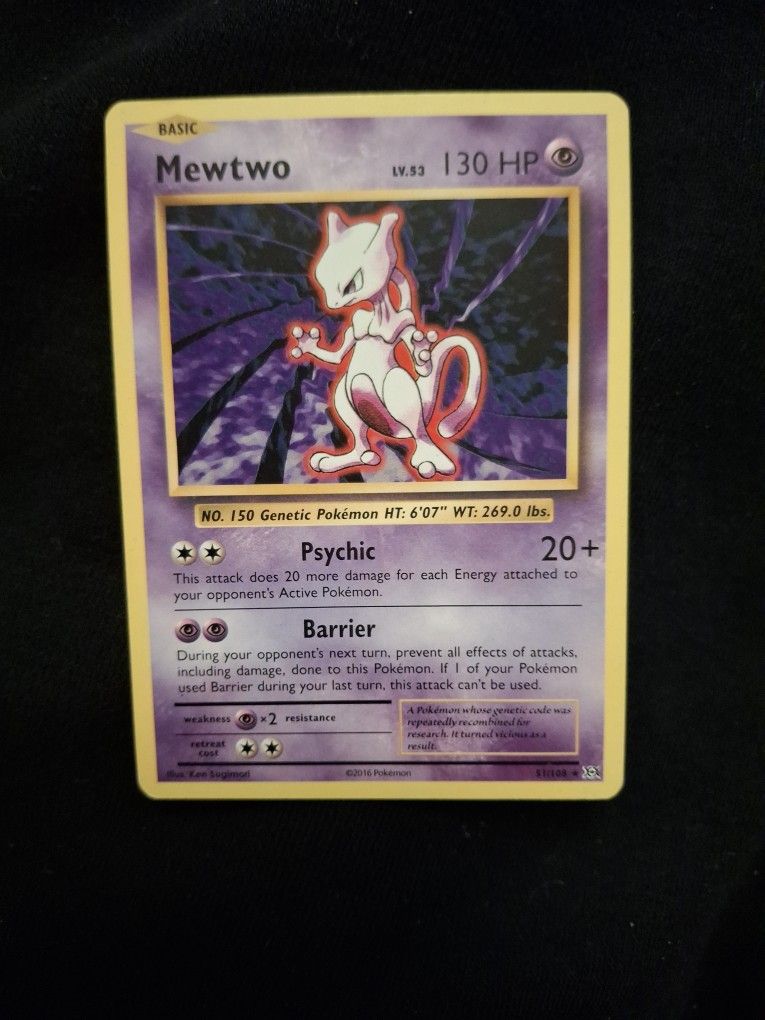 BASIC
Mewtwo LV.53 130 HP
NO. 150 Genetic Pokémon HT: 6'07" WT: 269.0 lbs.
Psychic 20+
This attack does 20 more damage for each Energy attached to
your opponent's Active Pokémon.
Barrier
During your opponent's next turn, prevent all effects of attacks,
including damage, done to this Pokémon. If 1 of your Pokémon
used Barrier during your last turn, this attack can't be used.
weakness ×2 resistance
retreat
cost
A Pokémon whose genetic code was
repeatedly recombined for
research. It turned vicious as a
result.
Illus. Ken Sugimori ©2016 Pokémon 51/108 ★